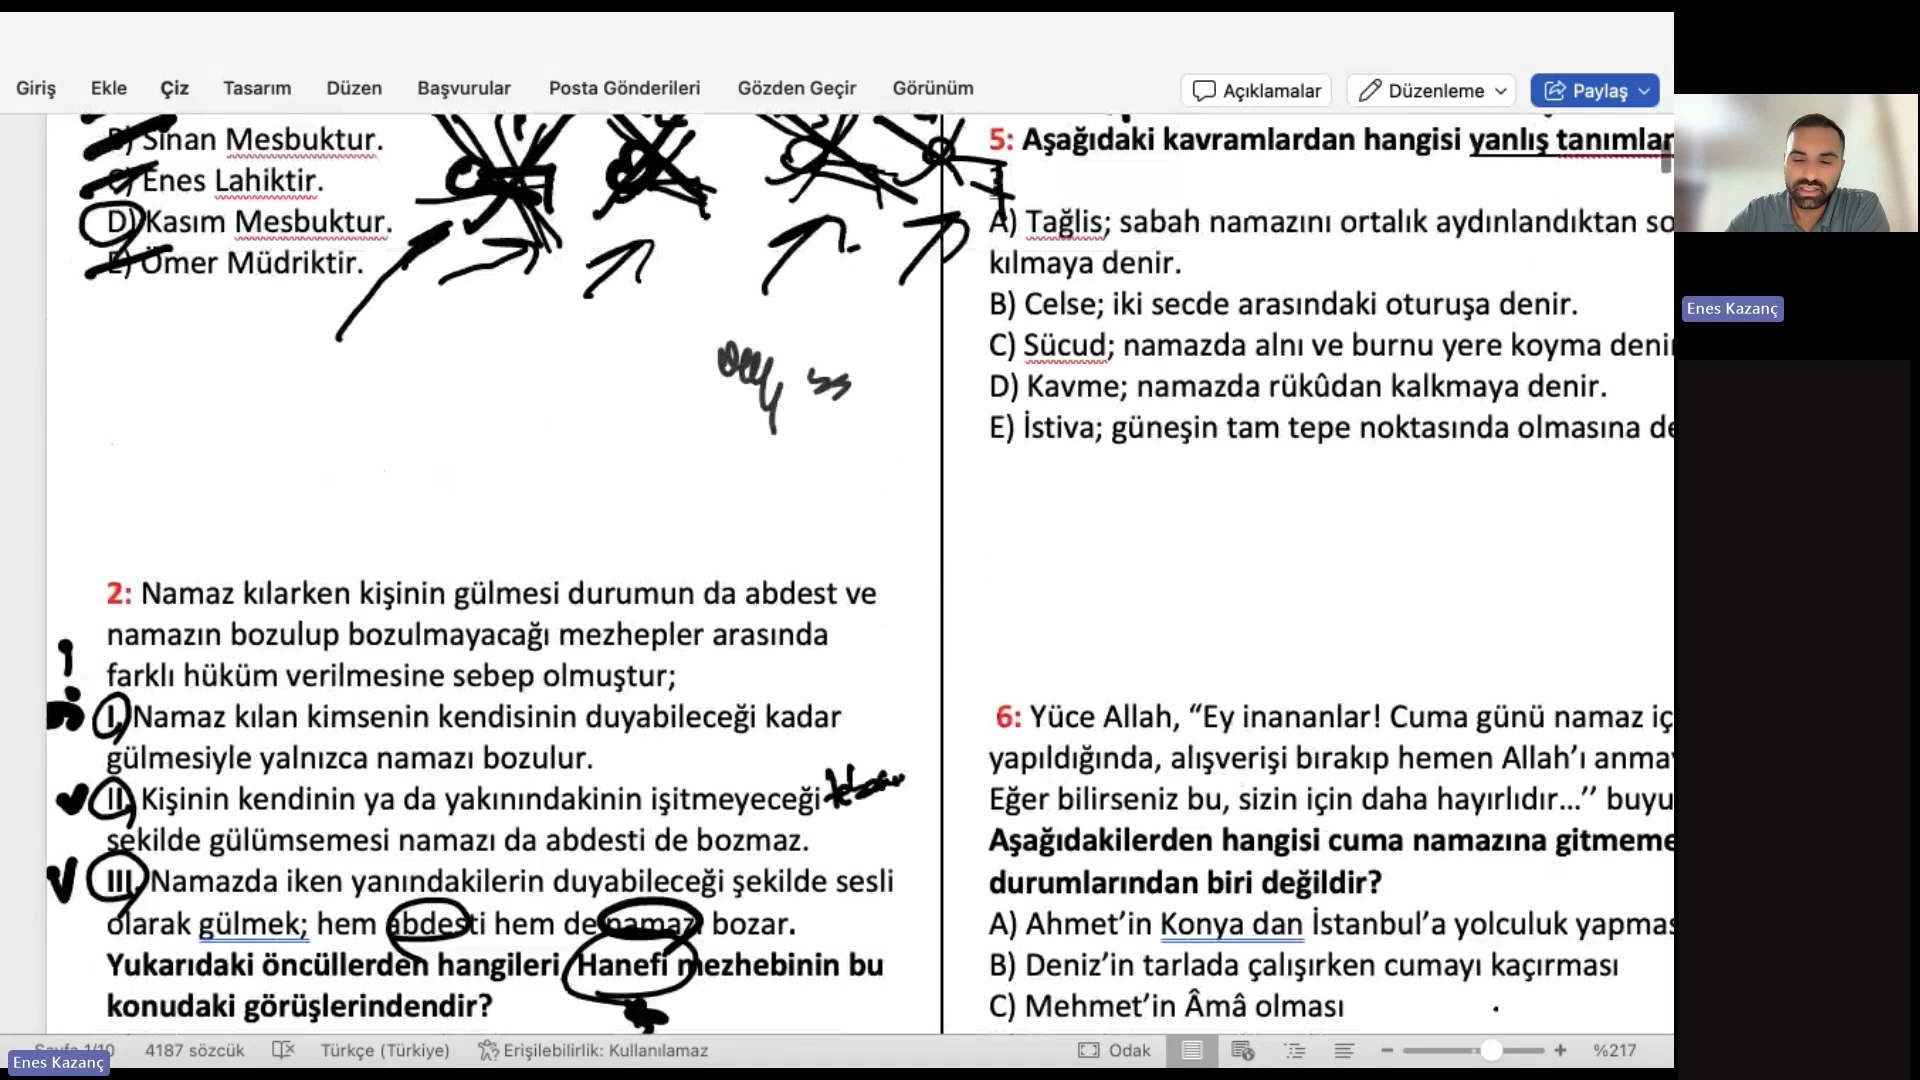 Giriş Ekle Çiz Tasarım Düzen Başvurular Posta Gönderileri Gözden Geçir Görünüm Açıklamalar Düzenleme Paylaş
B) Sinan Mesbuktur.
C) Enes Lahiktir.
D) Kasım Mesbuktur.
E) Ömer Müdriktir.
2: Namaz kılarken kişinin gülmesi durumun da abdest ve
namazın bozulup bozulmayacağı mezhepler arasında
farklı hüküm verilmesine sebep olmuştur;
I. Namaz kılan kimsenin kendisinin duyabileceği kadar
gülmesiyle yalnızca namazı bozulur.
II. Kişinin kendinin ya da yakınındakinin işitmeyeceği
şekilde gülümsemesi namazı da abdesti de bozmaz.
III. Namazda iken yanındakilerin duyabileceği şekilde sesli
olarak gülmek; hem abdesti hem de namazı bozar.
Yukarıdaki öncüllerden hangileri Hanefi mezhebinin bu
konudaki görüşlerindendir?
5: Aşağıdaki kavramlardan hangisi yanlış tanımlar
A) Tağlis; sabah namazını ortalık aydınlandıktan so
kılmaya denir.
B) Celse; iki secde arasındaki oturuşa denir.
C) Sücud; namazda alnı ve burnu yere koyma deni
D) Kavme; namazda rükûdan kalkmaya denir.
E) İstiva; güneşin tam tepe noktasında olmasına de
6: Yüce Allah, “Ey inananlar! Cuma günü namaz iç
yapıldığında, alışverişi bırakıp hemen Allah’ı anma
Eğer bilirseniz bu, sizin için daha hayırlıdır…’’ buyu
Aşağıdakilerden hangisi cuma namazına gitmeme
durumlarından biri değildir?
A) Ahmet’in Konya dan İstanbul’a yolculuk yapmas
B) Deniz’in tarlada çalışırken cumayı kaçırması
C) Mehmet’in Âmâ olması
Enes Kazanç
Sayfa 1/10 4187 sözcük Türkçe (Türkiye) Erişilebilirlik: Kullanılamaz Odak %217
Enes Kazanç